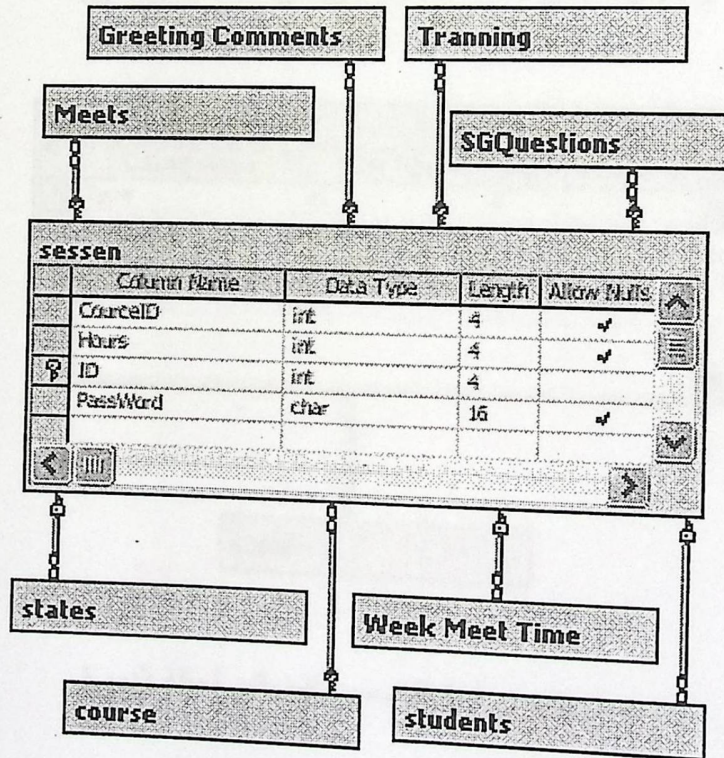 Greeting Comments
Tranning
Meets
SGQuestions
sessen
Column Name Data Type Length Allow Nulls
CourceID int 4
Hours int 4
ID int 4
PassWord char 16
states
Week Meet Time
course
students